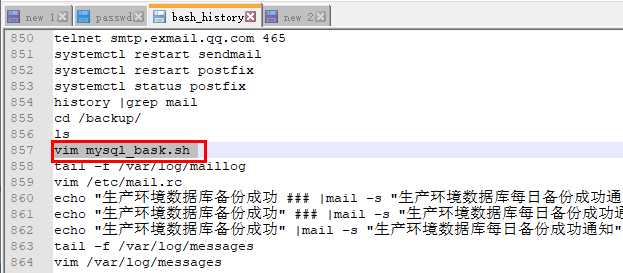 new 1 passwd bash_history new 2
850 telnet smtp.exmail.qq.com 465
851 systemctl restart sendmail
852 systemctl restart postfix
853 systemctl status postfix
854 history |grep mail
855 cd /backup/
856 ls
857 vim mysql_bask.sh
858 tail -f /var/log/maillog
859 vim /etc/mail.rc
860 echo "生产环境数据库备份成功 ### |mail -s "生产环境数据库每日备份成功通
861 echo "生产环境数据库备份成功" ### |mail -s "生产环境数据库每日备份成功
862 echo "生产环境数据库备份成功" |mail -s "生产环境数据库每日备份成功通知"
863 tail -f /var/log/messages
864 vim /var/log/messages